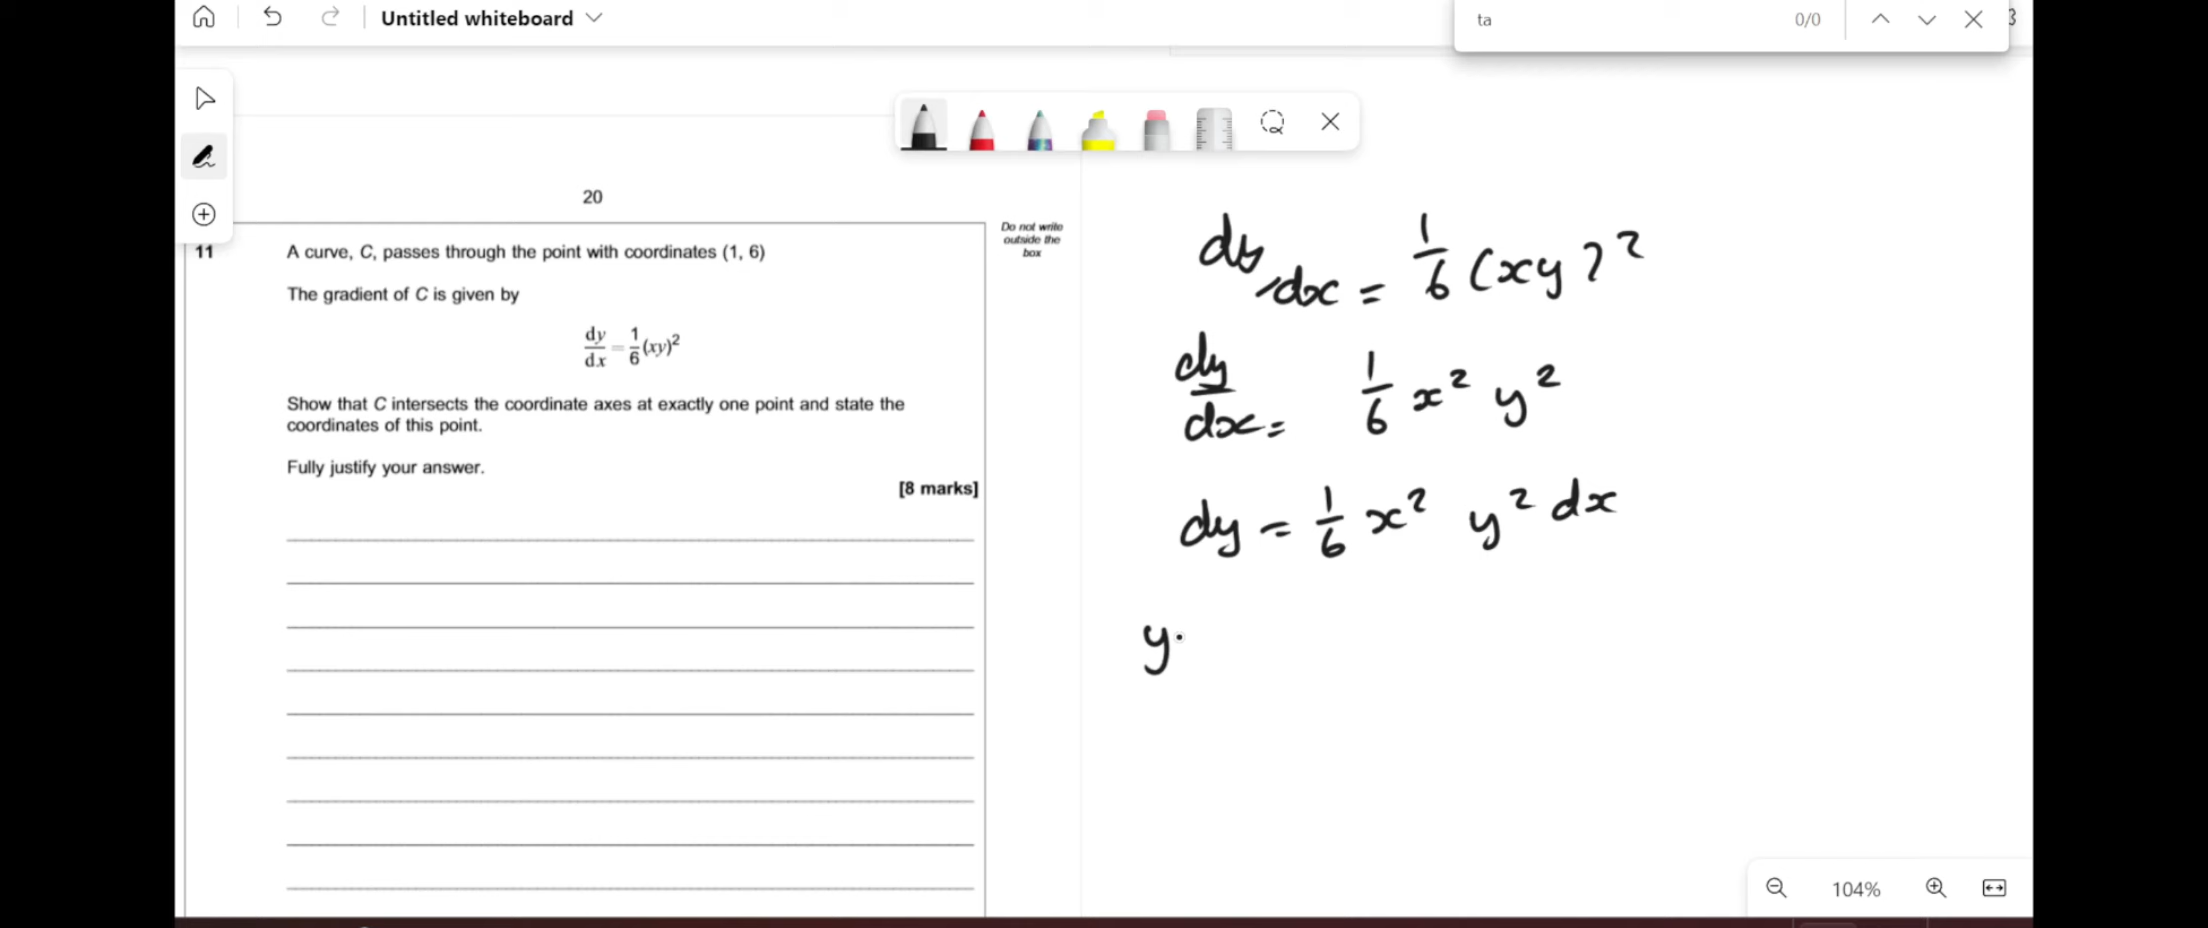 Untitled whiteboard
ta 0/0
20
Do not write
outside the
box
11 A curve, C, passes through the point with coordinates (1, 6)
The gradient of C is given by
dy/dx = 1/6 (xy)²
Show that C intersects the coordinate axes at exactly one point and state the
coordinates of this point.
Fully justify your answer.
[8 marks]
dy/dx = 1/6 (xy)²
dy/dx = 1/6 x² y²
dy = 1/6 x² y² dx
y
104%